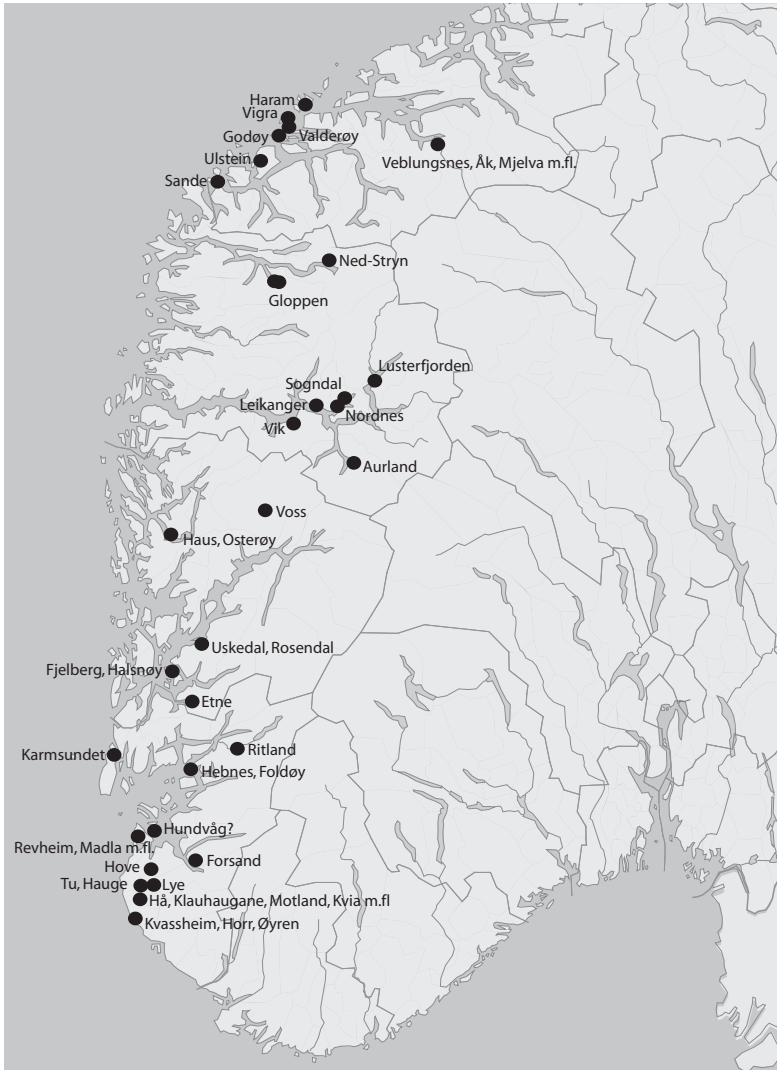 Haram
Vigra
Godøy
Valderøy
Ulstein
Veblungsnes, Åk, Mjelva m.fl.
Sande
Ned-Stryn
Gloppen
Lusterfjorden
Sogndal
Leikanger
Nordnes
Vik
Aurland
Voss
Haus, Osterøy
Uskedal, Rosendal
Fjelberg, Halsnøy
Etne
Karmsundet
Ritland
Hebnes, Foldøy
Hundvåg?
Revheim, Madla m.fl.
Forsand
Hove
Tu, Hauge
Lye
Hå, Klauhaugane, Motland, Kvia m.fl
Kvassheim, Horr, Øyren